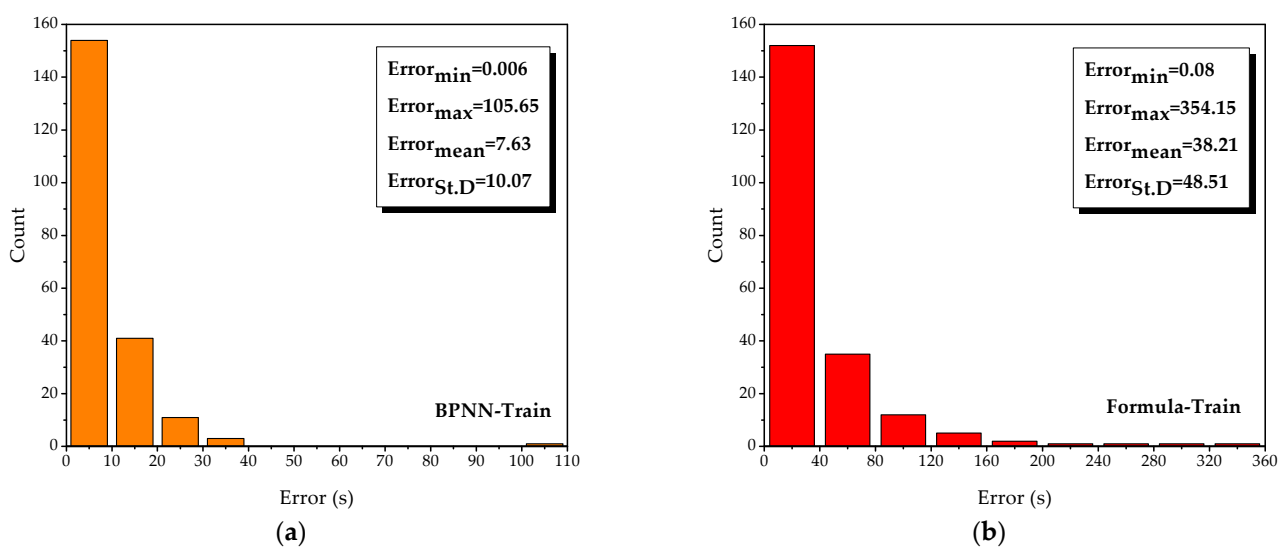 160
140
120
100
80
60
40
20
0
Count
Error_min=0.006
Error_max=105.65
Error_mean=7.63
Error_St.D=10.07
BPNN-Train
0 10 20 30 40 50 60 70 80 90 100 110
Error (s)
(a)
160
140
120
100
80
60
40
20
0
Count
Error_min=0.08
Error_max=354.15
Error_mean=38.21
Error_St.D=48.51
Formula-Train
0 40 80 120 160 200 240 280 320 360
Error (s)
(b)